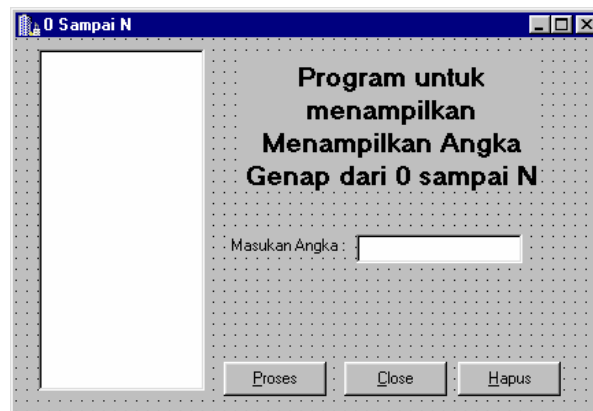 0 Sampai N
Program untuk
menampilkan
Menampilkan Angka
Genap dari 0 sampai N
Masukan Angka :
Proses Close Hapus